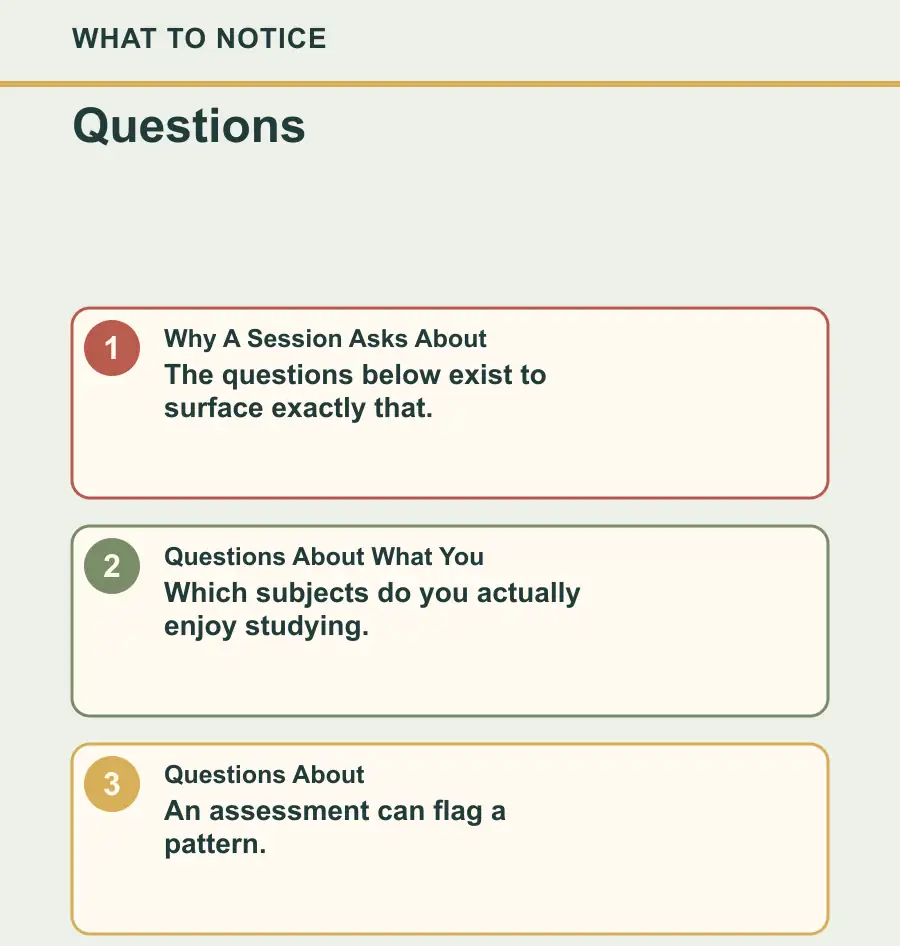 WHAT TO NOTICE
Questions
1
Why A Session Asks About
The questions below exist to
surface exactly that.
2
Questions About What You
Which subjects do you actually
enjoy studying.
3
Questions About
An assessment can flag a
pattern.